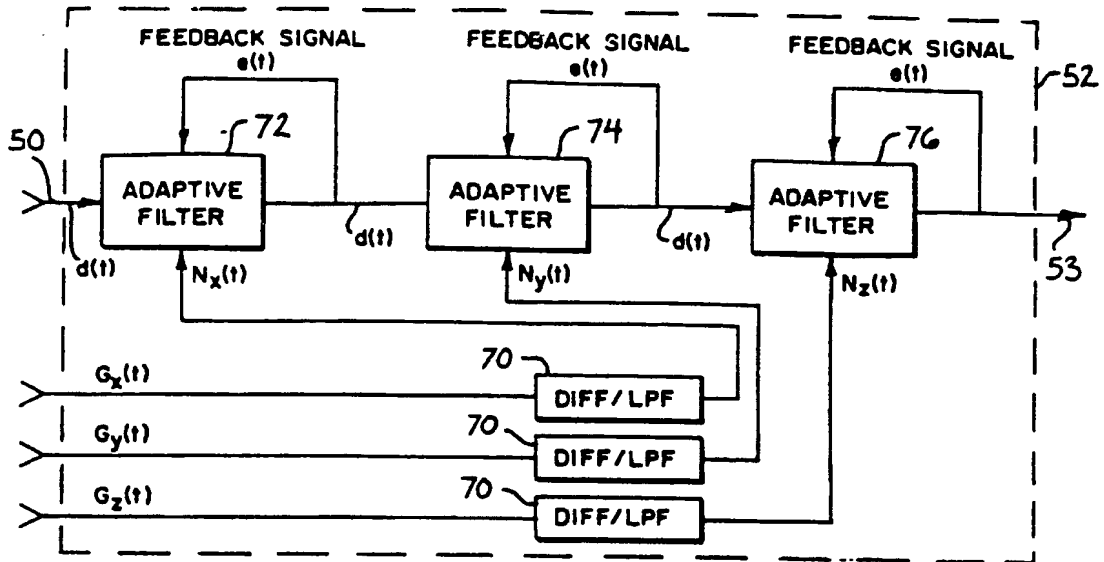 FEEDBACK SIGNAL
e(t)
FEEDBACK SIGNAL
e(t)
FEEDBACK SIGNAL
e(t)
52
50
72
74
76
ADAPTIVE
FILTER
ADAPTIVE
FILTER
ADAPTIVE
FILTER
d(t)
d(t)
d(t)
53
Nx(t)
Ny(t)
Nz(t)
Gx(t)
70
DIFF/LPF
Gy(t)
70
DIFF/LPF
Gz(t)
70
DIFF/LPF